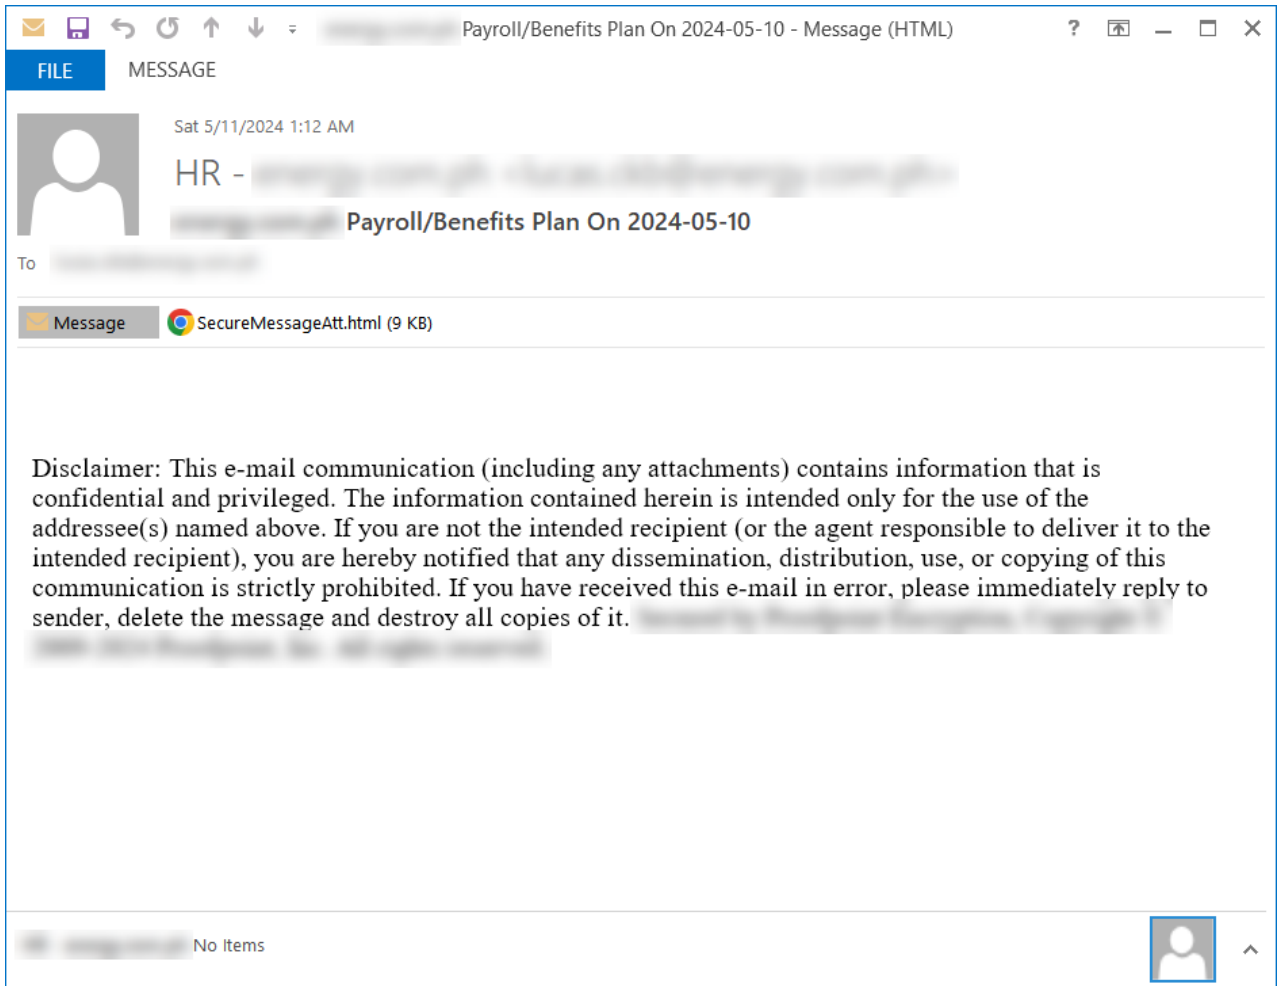 Payroll/Benefits Plan On 2024-05-10 - Message (HTML)
?
FILE MESSAGE
Sat 5/11/2024 1:12 AM
HR -
Payroll/Benefits Plan On 2024-05-10
To
Message SecureMessageAtt.html (9 KB)
Disclaimer: This e-mail communication (including any attachments) contains information that is
confidential and privileged. The information contained herein is intended only for the use of the
addressee(s) named above. If you are not the intended recipient (or the agent responsible to deliver it to the
intended recipient), you are hereby notified that any dissemination, distribution, use, or copying of this
communication is strictly prohibited. If you have received this e-mail in error, please immediately reply to
sender, delete the message and destroy all copies of it.
No Items